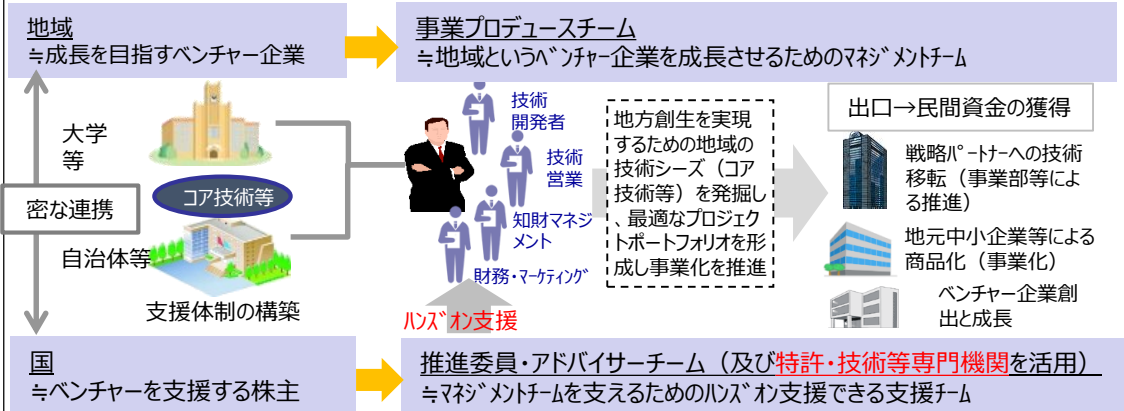 地域
≒成長を目指すベンチャー企業
事業プロデュースチーム
≒地域というﾍﾞﾝﾁｬｰ企業を成長させるためのﾏﾈｼﾞﾒﾝﾄﾁｰﾑ
大学
等
コア技術等
密な連携
自治体等
支援体制の構築
技術
開発者
技術
営業
知財マネジ
メント
財務・ﾏｰｹﾃｨﾝｸﾞ
ﾊﾝｽﾞｵﾝ支援
地方創生を実現
するための地域の
技術シーズ（コア
技術等）を発掘し
、最適なプロジェク
トポートフォリオを形
成し事業化を推進
出口→民間資金の獲得
戦略ﾊﾟｰﾄﾅｰへの技術
移転（事業部等によ
る推進）
地元中小企業等による
商品化（事業化）
ベンチャー企業創
出と成長
国
≒ベンチャーを支援する株主
推進委員・アドバイザーチーム（及び特許・技術等専門機関を活用）
≒ﾏﾈｼﾞﾒﾝﾄﾁｰﾑを支えるためのﾊﾝｽﾞｵﾝ支援できる支援チーム